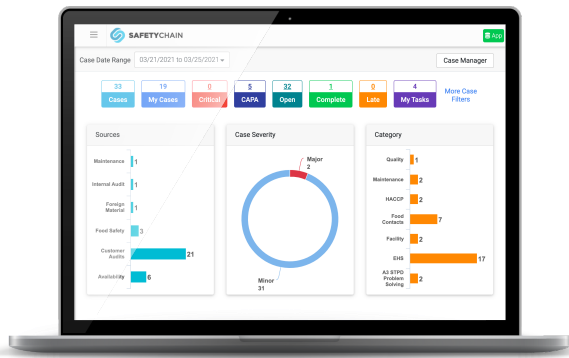 SAFETYCHAIN
App
Case Date Range 03/21/2021 to 03/25/2021
Case Manager
33 19 0 5 32 1 0 4
Cases My Cases Critical CAPA Open Complete Late My Tasks
More Case
Filters
Sources
Maintenance 1
Internal Audit 1
Foreign
Material 1
Food Safety 3
Customer
Audits 21
Availability 6
Case Severity
Major
2
Minor
31
Category
Quality 1
Maintenance 2
HACCP 2
Food
Contacts 7
Facility 2
EHS 17
A3 STPD
Problem
Solving 2